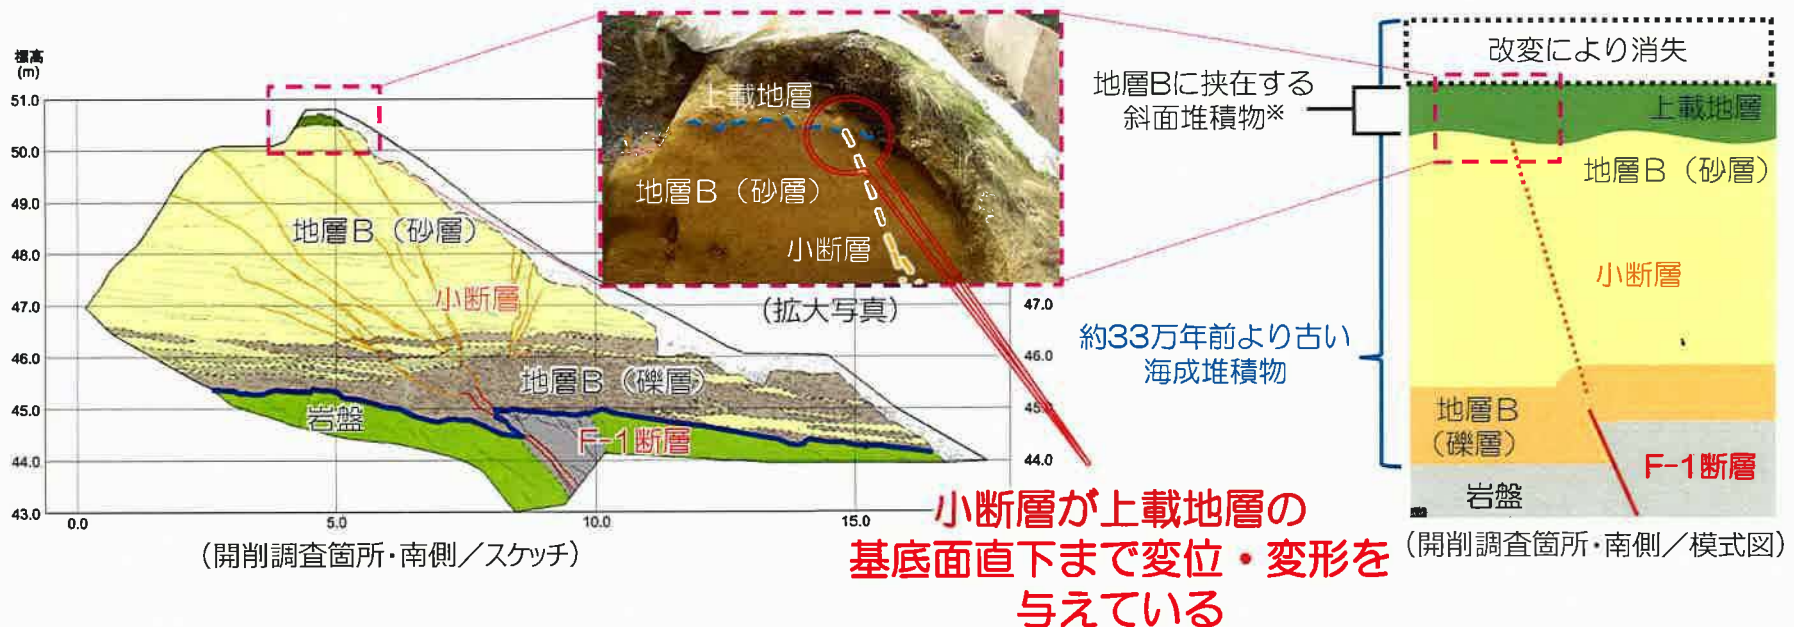 標高
(m)
51.0
50.0
49.0
48.0
47.0
46.0
45.0
44.0
43.0
0.0
5.0
10.0
15.0
地層B（砂層）
小断層
地層B（礫層）
岩盤
F-1断層
（開削調査箇所・南側／スケッチ）
上載地層
地層B（砂層）
小断層
（拡大写真）
47.0
46.0
45.0
44.0
小断層が上載地層の
基底面直下まで変位・変形を
与えている
地層Bに挟在する
斜面堆積物※
約33万年前より古い
海成堆積物
改変により消失
上載地層
地層B（砂層）
小断層
地層B
（礫層）
F-1断層
岩盤
（開削調査箇所・南側／模式図）